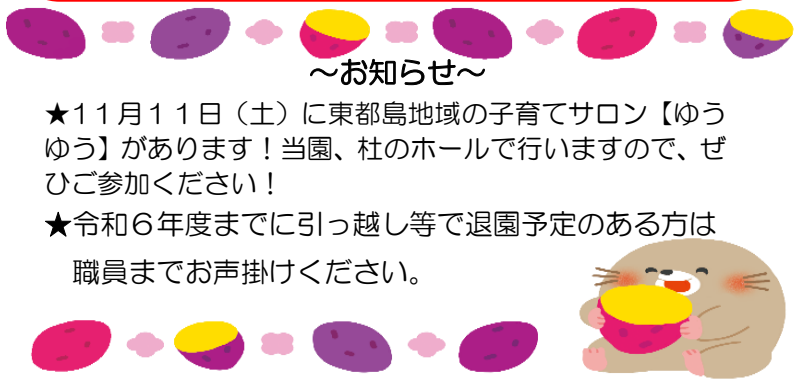 ～お知らせ～
★１１月１１日（土）に東都島地域の子育てサロン【ゆう
ゆう】があります！当園、杜のホールで行いますので、ぜ
ひご参加ください！
★令和６年度までに引っ越し等で退園予定のある方は
職員までお声掛けください。